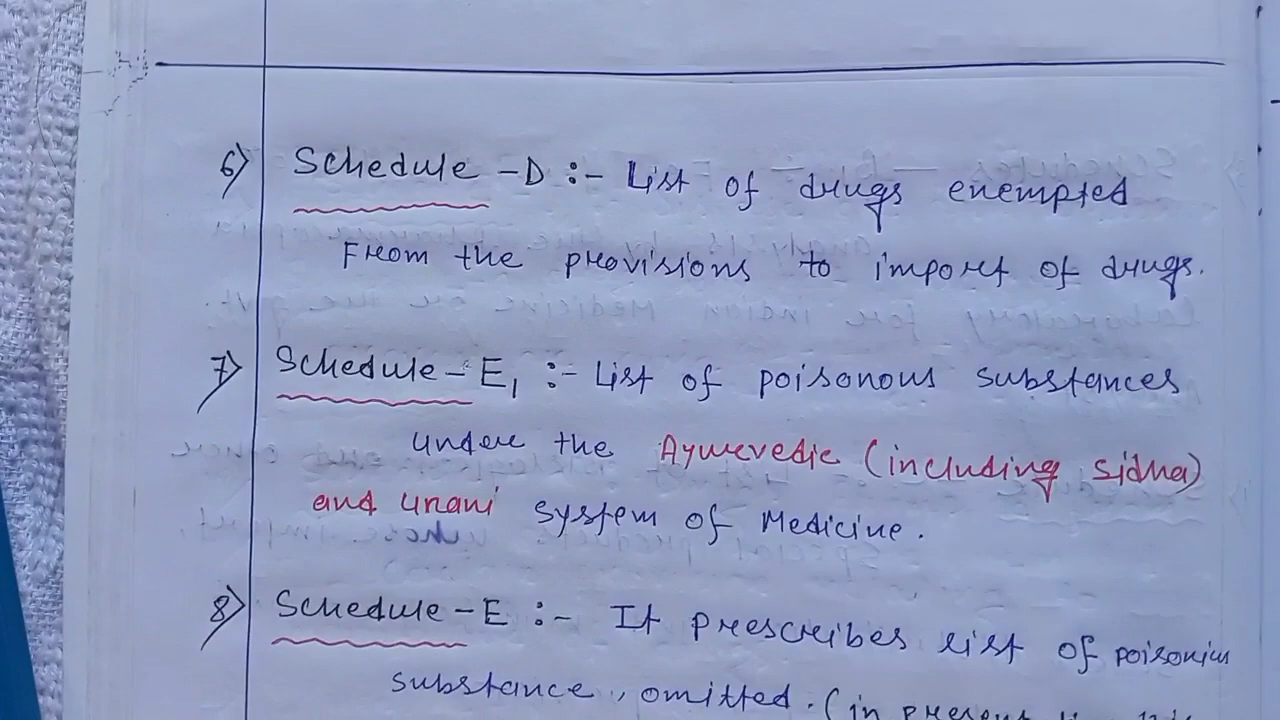 6) Schedule - D :- List of drugs enempted
From the provisions to import of drugs.
7) Schedule - E1 :- List of poisonous substances
under the Ayurvedic (including sidha)
and unani system of Medicine.
8) Schedule - E :- It prescribes list of poisonius
substance, omitted. (in present